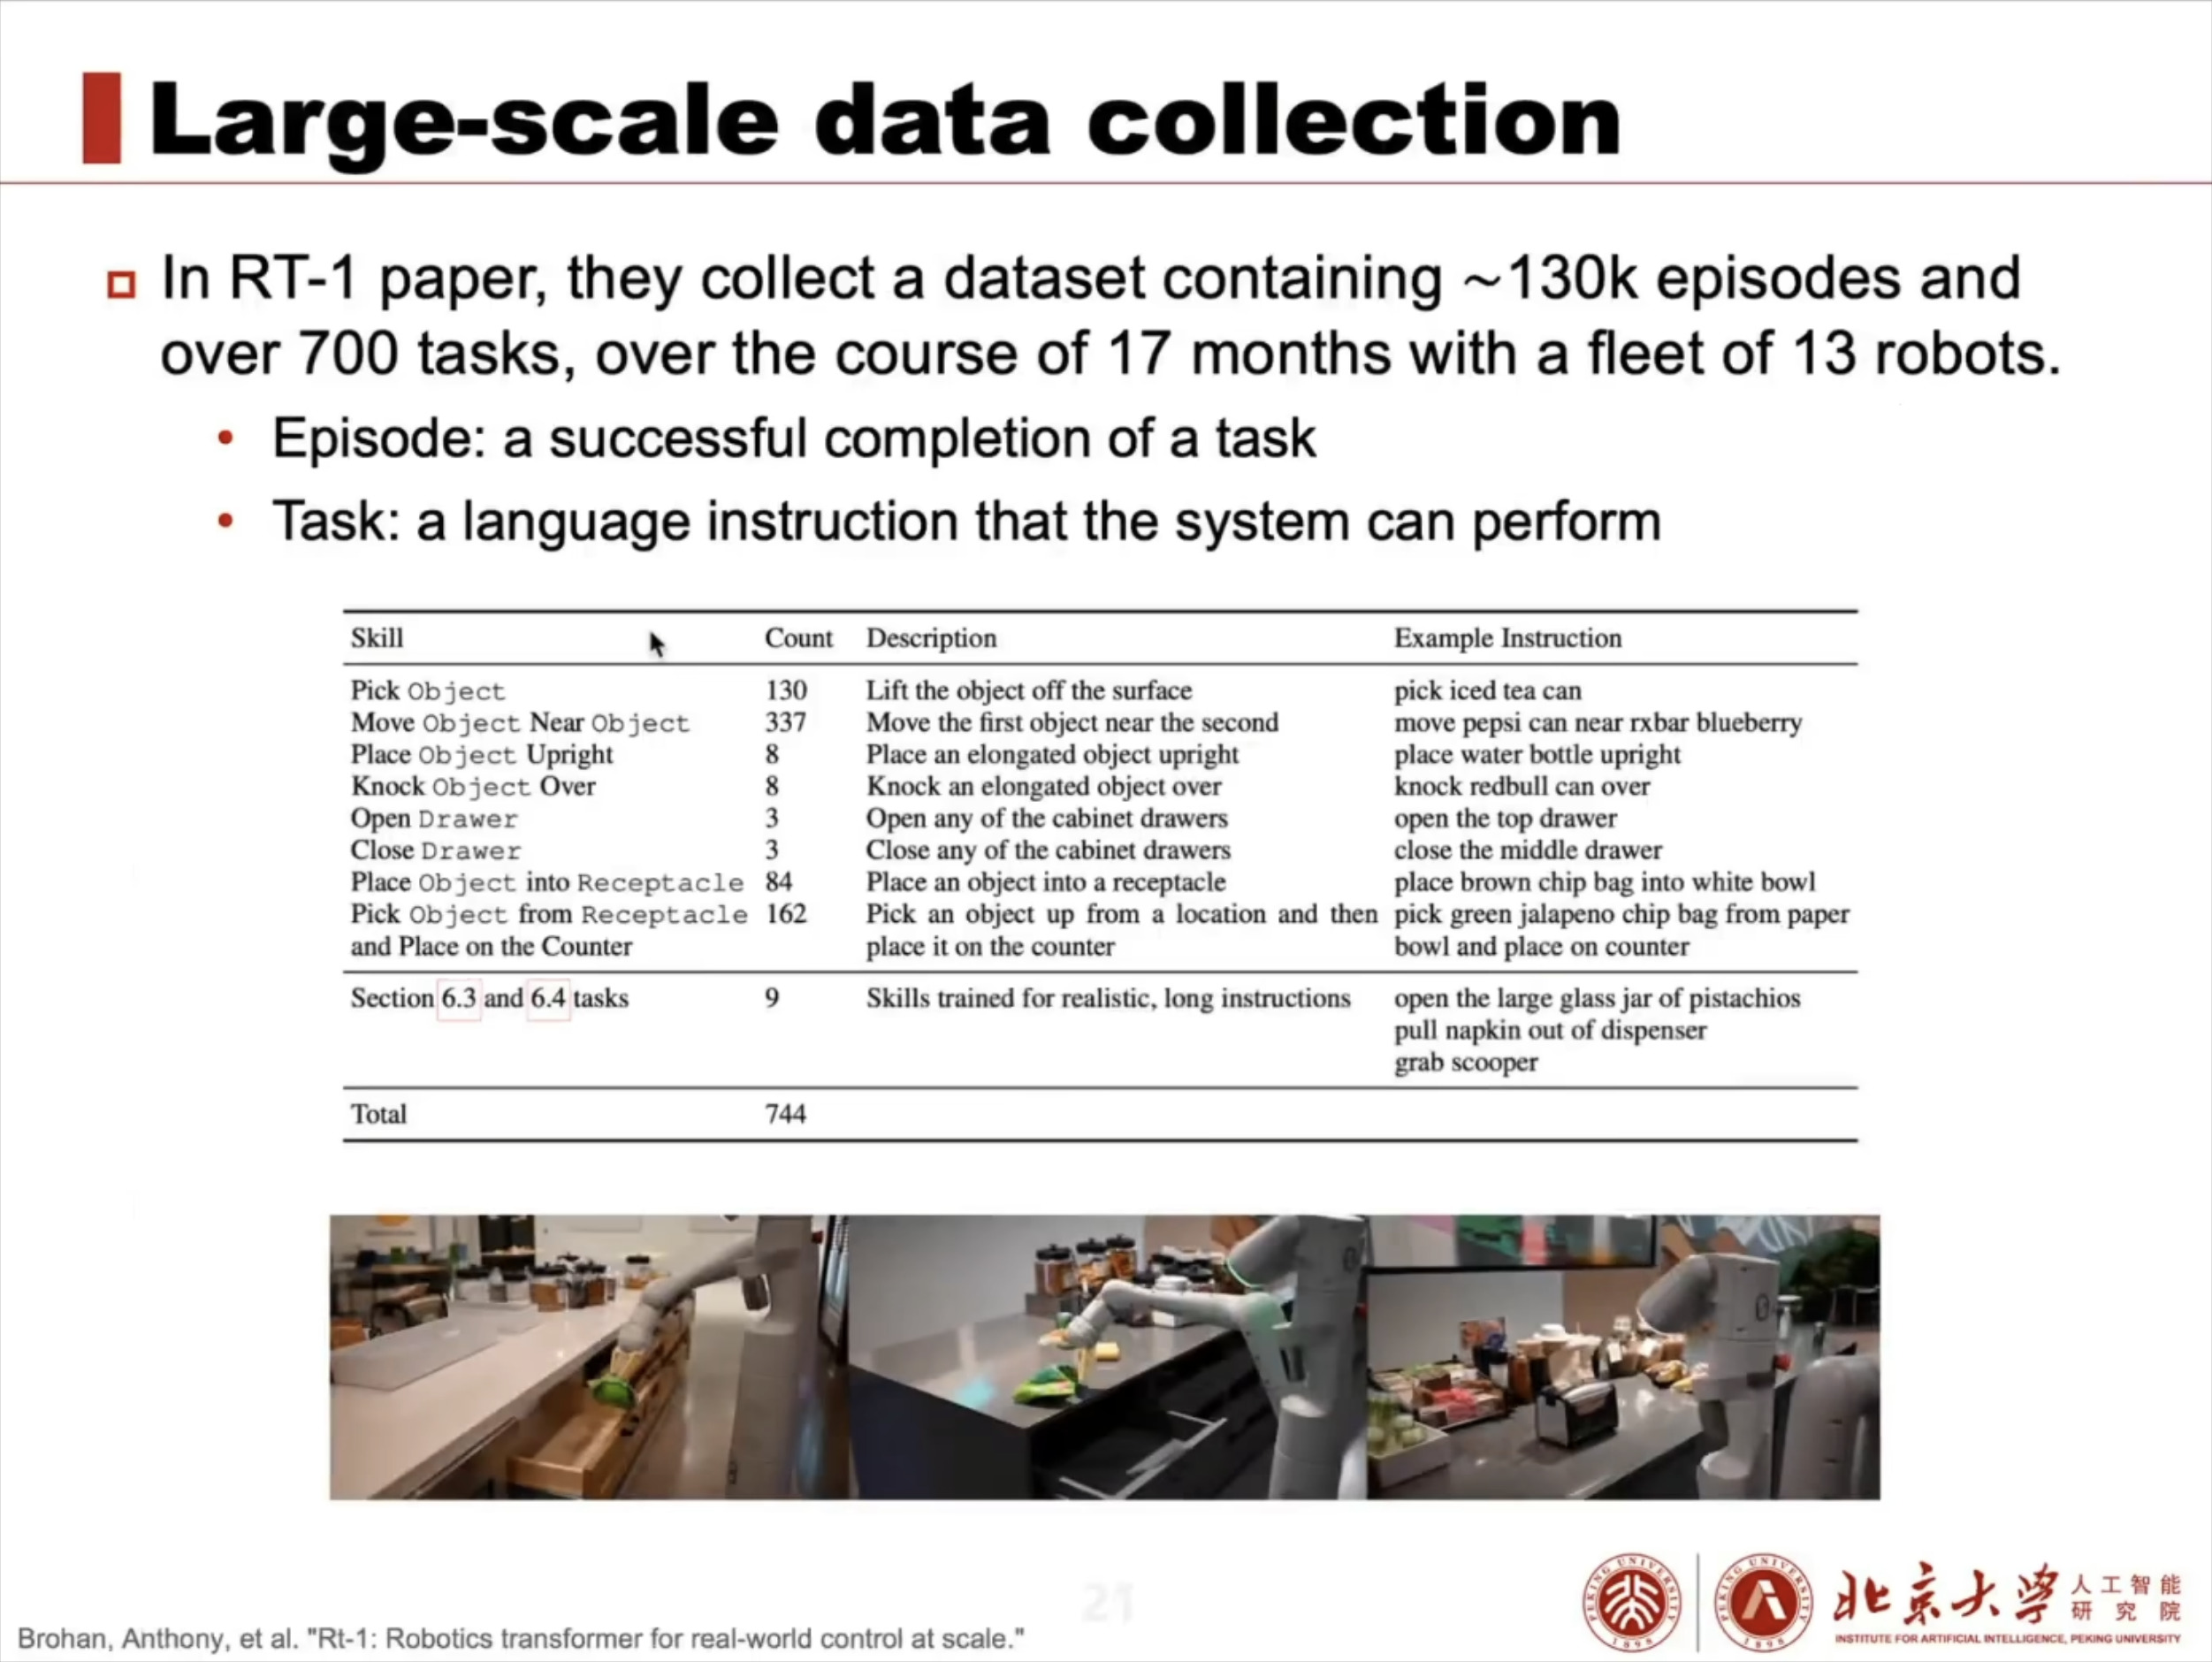 Large-scale data collection
In RT-1 paper, they collect a dataset containing ~130k episodes and
over 700 tasks, over the course of 17 months with a fleet of 13 robots.
Episode: a successful completion of a task
Task: a language instruction that the system can perform
Skill Count Description Example Instruction
Pick Object 130 Lift the object off the surface pick iced tea can
Move Object Near Object 337 Move the first object near the second move pepsi can near rxbar blueberry
Place Object Upright 8 Place an elongated object upright place water bottle upright
Knock Object Over 8 Knock an elongated object over knock redbull can over
Open Drawer 3 Open any of the cabinet drawers open the top drawer
Close Drawer 3 Close any of the cabinet drawers close the middle drawer
Place Object into Receptacle 84 Place an object into a receptacle place brown chip bag into white bowl
Pick Object from Receptacle 162 Pick an object up from a location and then pick green jalapeno chip bag from paper
and Place on the Counter place it on the counter bowl and place on counter
Section 6.3 and 6.4 tasks 9 Skills trained for realistic, long instructions open the large glass jar of pistachios
pull napkin out of dispenser
grab scooper
Total 744
21
Brohan, Anthony, et al. "Rt-1: Robotics transformer for real-world control at scale."
PEKING UNIVERSITY
1898
PEKING UNIVERSITY
1898
北京大学
人工智能
研究院
INSTITUTE FOR ARTIFICIAL INTELLIGENCE, PEKING UNIVERSITY